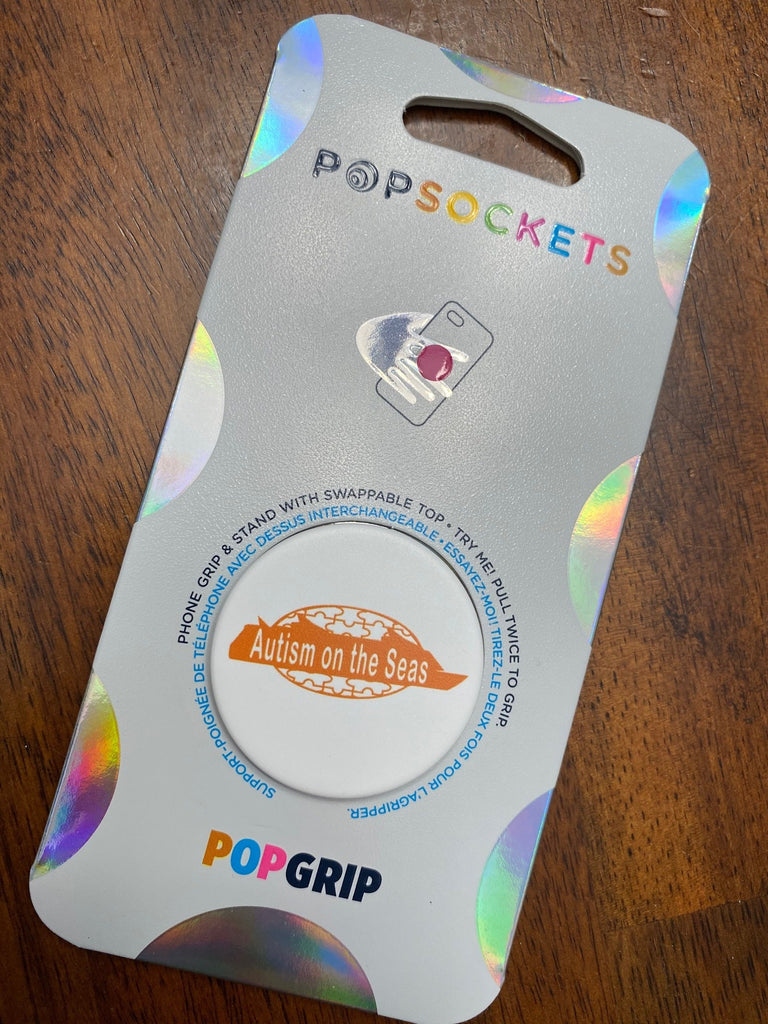 POPSOCKETS
PHONE GRIP & STAND WITH SWAPPABLE TOP • TRY ME! PULL TWICE TO GRIP.
SUPPORT-POIGNÉE DE TÉLÉPHONE AVEC DESSUS INTERCHANGEABLE • ESSAYEZ-MOI! TIREZ-LE DEUX FOIS POUR L'AGRIPPER.
Autism on the Seas
POPGRIP